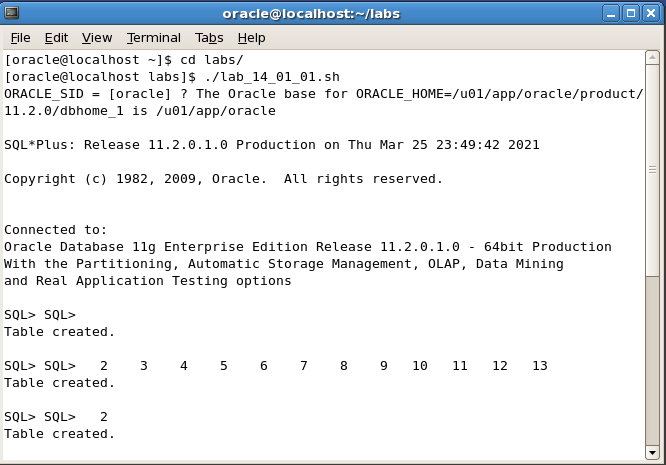 oracle@localhost:~/labs
File Edit View Terminal Tabs Help
[oracle@localhost ~]$ cd labs/
[oracle@localhost labs]$ ./lab_14_01_01.sh
ORACLE_SID = [oracle] ? The Oracle base for ORACLE_HOME=/u01/app/oracle/product/
11.2.0/dbhome_1 is /u01/app/oracle
SQL*Plus: Release 11.2.0.1.0 Production on Thu Mar 25 23:49:42 2021
Copyright (c) 1982, 2009, Oracle.  All rights reserved.
Connected to:
Oracle Database 11g Enterprise Edition Release 11.2.0.1.0 - 64bit Production
With the Partitioning, Automatic Storage Management, OLAP, Data Mining
and Real Application Testing options
SQL> SQL>
Table created.
SQL> SQL>   2    3    4    5    6    7    8    9   10   11   12   13
Table created.
SQL> SQL>   2
Table created.